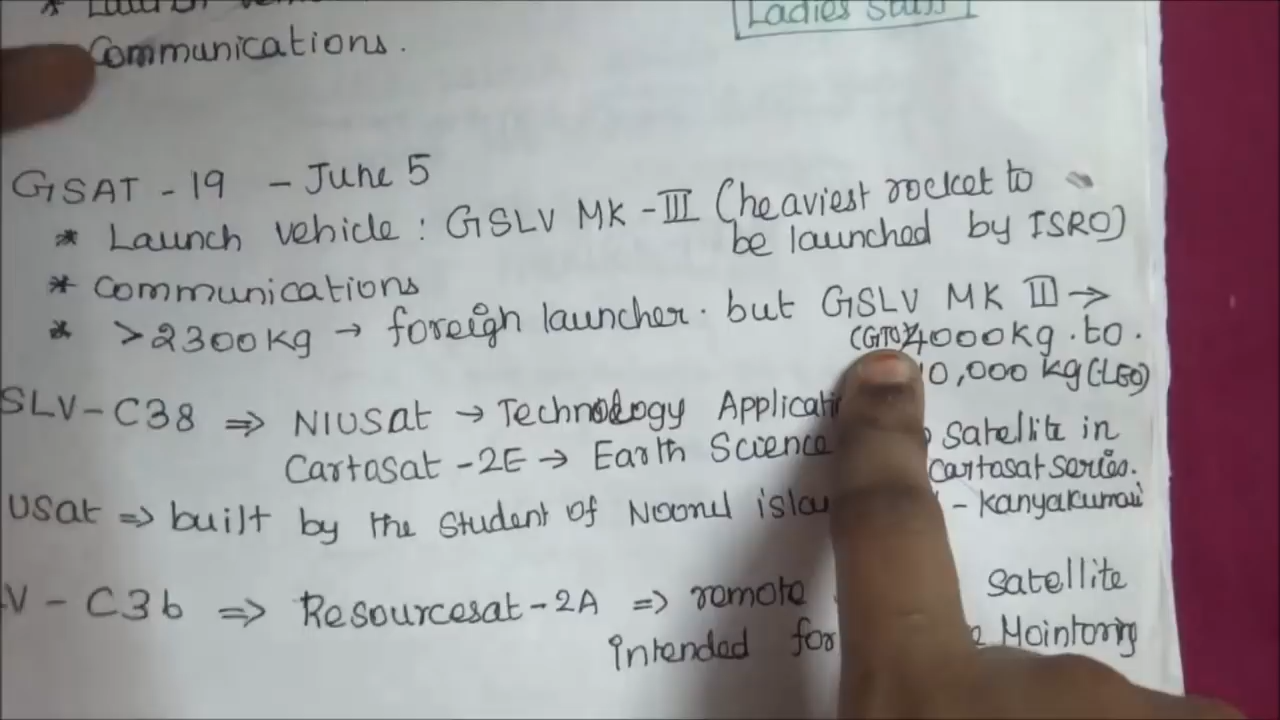 Ladies Staff
Communications.
GSAT - 19 - June 5
* Launch vehicle : GSLV MK - III (heaviest rocket to
be launched by ISRO)
* Communications
* >2300kg → foreign launcher. but GSLV MK III →
(GTO) 4000kg. to.
10,000 kg (LEO)
SLV-C38 ⇒ NIUSat → Technology
Cartosat -2E → Earth Science satellite in
Cartosat series.
USat ⇒ built by the Student of Noorul - Kanyakumari
V - C36 ⇒ Resourcesat - 2A ⇒ remote Satellite
intended for Mointoring